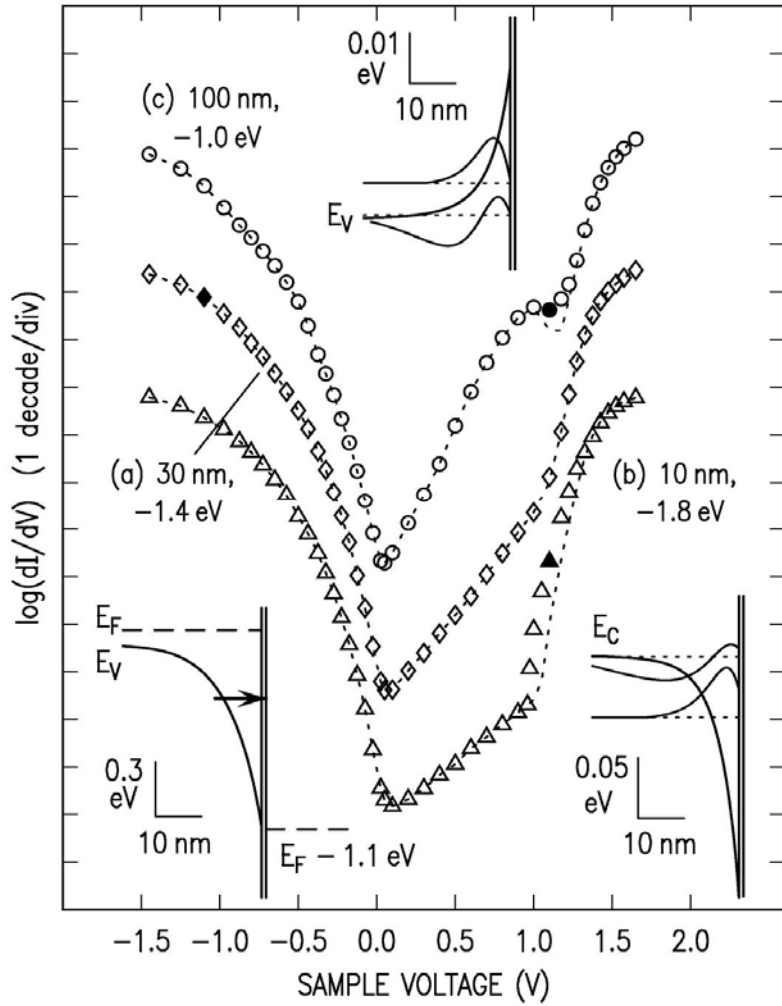 0.01
eV
10 nm
(c) 100 nm,
−1.0 eV
E_V
log(dI/dV) (1 decade/div)
(a) 30 nm,
−1.4 eV
(b) 10 nm,
−1.8 eV
E_F
E_V
0.3
eV
10 nm
E_F − 1.1 eV
E_C
0.05
eV
10 nm
−1.5 −1.0 −0.5 0.0 0.5 1.0 1.5 2.0
SAMPLE VOLTAGE (V)